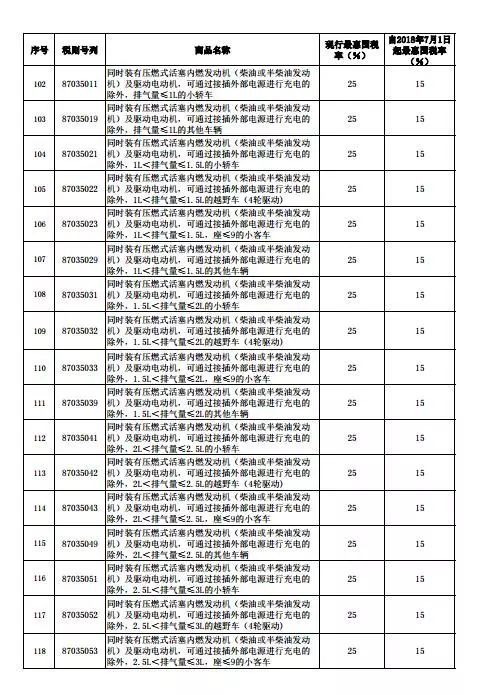 序号 税则号列 商品名称 现行最惠国税率（%） 自2018年7月1日起最惠国税率（%）
102 87035011 同时装有压燃式活塞内燃发动机（柴油或半柴油发动
机）及驱动电动机，可通过接插外部电源进行充电的
除外，排气量≤1L的小轿车 25 15
103 87035019 同时装有压燃式活塞内燃发动机（柴油或半柴油发动
机）及驱动电动机，可通过接插外部电源进行充电的
除外，排气量≤1L的其他车辆 25 15
104 87035021 同时装有压燃式活塞内燃发动机（柴油或半柴油发动
机）及驱动电动机，可通过接插外部电源进行充电的
除外，1L＜排气量≤1.5L的小轿车 25 15
105 87035022 同时装有压燃式活塞内燃发动机（柴油或半柴油发动
机）及驱动电动机，可通过接插外部电源进行充电的
除外，1L＜排气量≤1.5L的越野车（4轮驱动） 25 15
106 87035023 同时装有压燃式活塞内燃发动机（柴油或半柴油发动
机）及驱动电动机，可通过接插外部电源进行充电的
除外，1L＜排气量≤1.5L，座≤9的小客车 25 15
107 87035029 同时装有压燃式活塞内燃发动机（柴油或半柴油发动
机）及驱动电动机，可通过接插外部电源进行充电的
除外，1L＜排气量≤1.5L的其他车辆 25 15
108 87035031 同时装有压燃式活塞内燃发动机（柴油或半柴油发动
机）及驱动电动机，可通过接插外部电源进行充电的
除外，1.5L＜排气量≤2L的小轿车 25 15
109 87035032 同时装有压燃式活塞内燃发动机（柴油或半柴油发动
机）及驱动电动机，可通过接插外部电源进行充电的
除外，1.5L＜排气量≤2L的越野车（4轮驱动） 25 15
110 87035033 同时装有压燃式活塞内燃发动机（柴油或半柴油发动
机）及驱动电动机，可通过接插外部电源进行充电的
除外，1.5L＜排气量≤2L，座≤9的小客车 25 15
111 87035039 同时装有压燃式活塞内燃发动机（柴油或半柴油发动
机）及驱动电动机，可通过接插外部电源进行充电的
除外，1.5L＜排气量≤2L的其他车辆 25 15
112 87035041 同时装有压燃式活塞内燃发动机（柴油或半柴油发动
机）及驱动电动机，可通过接插外部电源进行充电的
除外，2L＜排气量≤2.5L的小轿车 25 15
113 87035042 同时装有压燃式活塞内燃发动机（柴油或半柴油发动
机）及驱动电动机，可通过接插外部电源进行充电的
除外，2L＜排气量≤2.5L的越野车（4轮驱动） 25 15
114 87035043 同时装有压燃式活塞内燃发动机（柴油或半柴油发动
机）及驱动电动机，可通过接插外部电源进行充电的
除外，2L＜排气量≤2.5L，座≤9的小客车 25 15
115 87035049 同时装有压燃式活塞内燃发动机（柴油或半柴油发动
机）及驱动电动机，可通过接插外部电源进行充电的
除外，2L＜排气量≤2.5L的其他车辆 25 15
116 87035051 同时装有压燃式活塞内燃发动机（柴油或半柴油发动
机）及驱动电动机，可通过接插外部电源进行充电的
除外，2.5L＜排气量≤3L的小轿车 25 15
117 87035052 同时装有压燃式活塞内燃发动机（柴油或半柴油发动
机）及驱动电动机，可通过接插外部电源进行充电的
除外，2.5L＜排气量≤3L的越野车（4轮驱动） 25 15
118 87035053 同时装有压燃式活塞内燃发动机（柴油或半柴油发动
机）及驱动电动机，可通过接插外部电源进行充电的
除外，2.5L＜排气量≤3L，座≤9的小客车 25 15